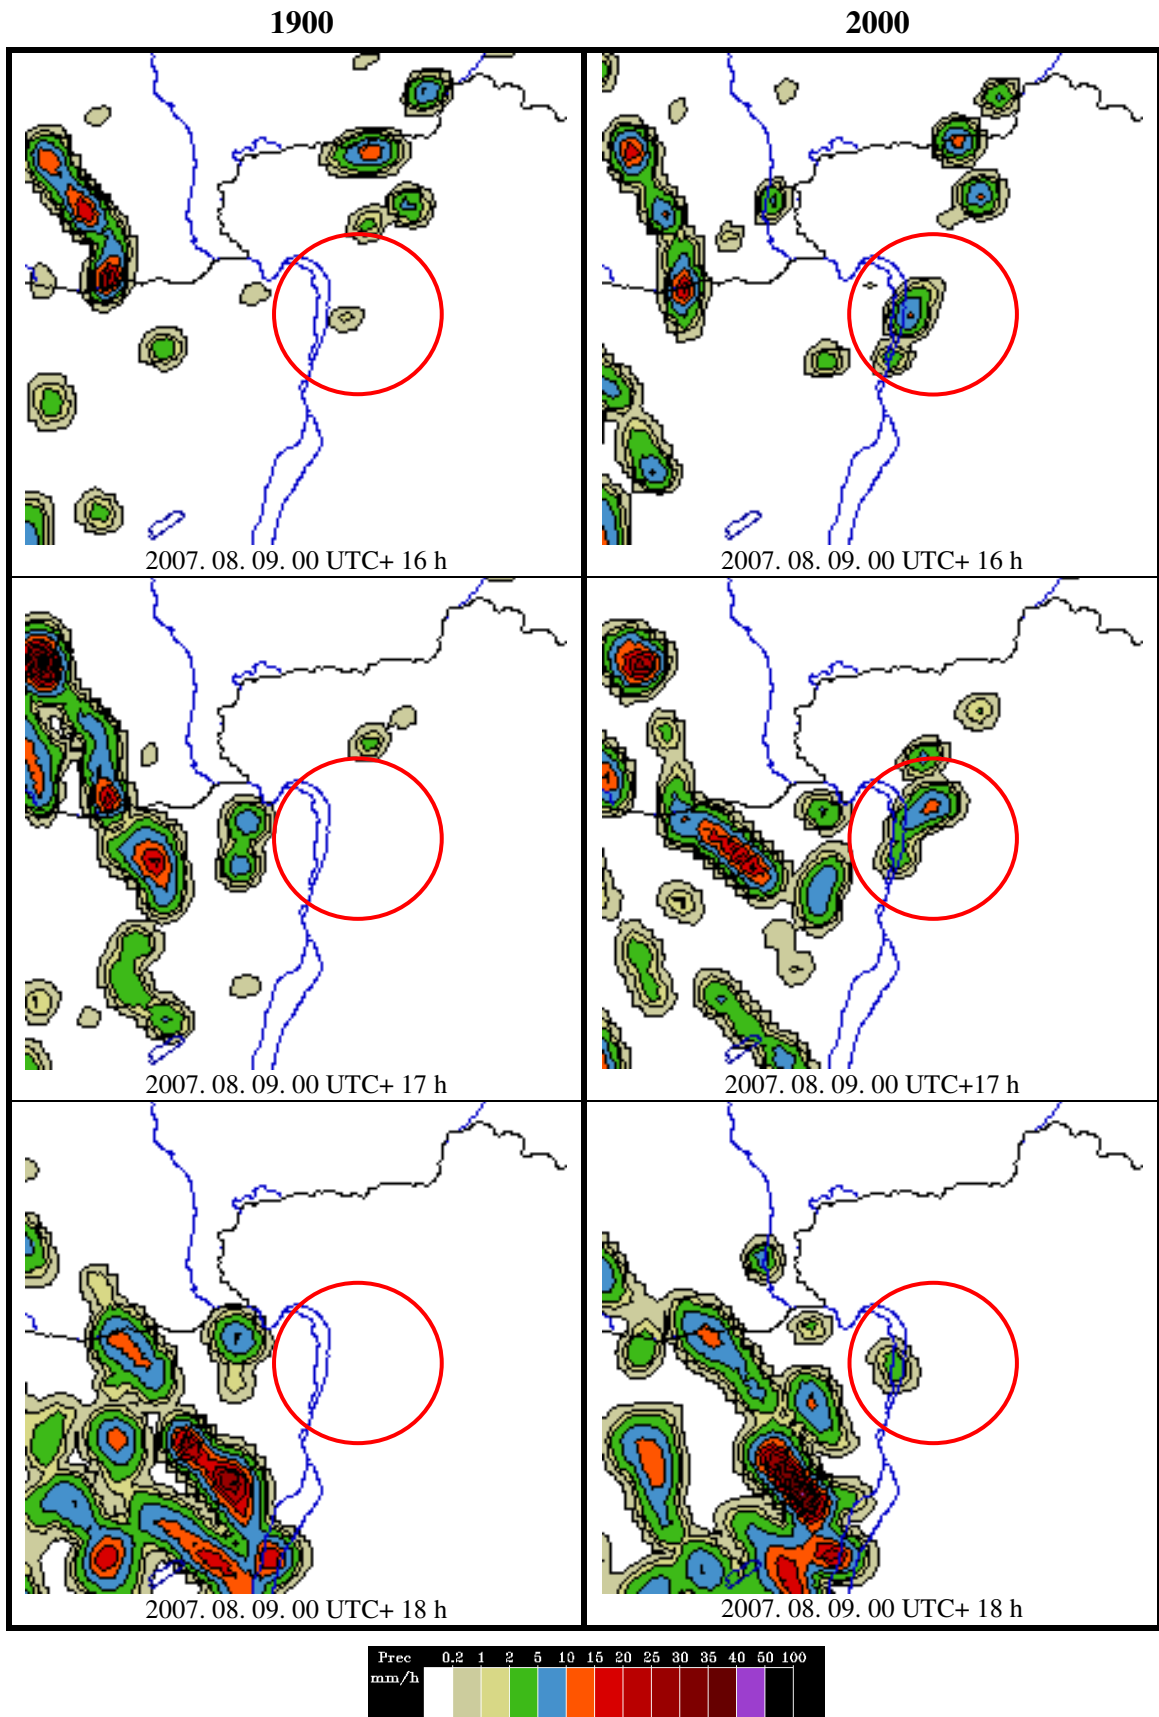 1900 2000
2007. 08. 09. 00 UTC+ 16 h 2007. 08. 09. 00 UTC+ 16 h
2007. 08. 09. 00 UTC+ 17 h 2007. 08. 09. 00 UTC+17 h
2007. 08. 09. 00 UTC+ 18 h 2007. 08. 09. 00 UTC+ 18 h
Prec 0.2 1 2 5 10 15 20 25 30 35 40 50 100
mm/h